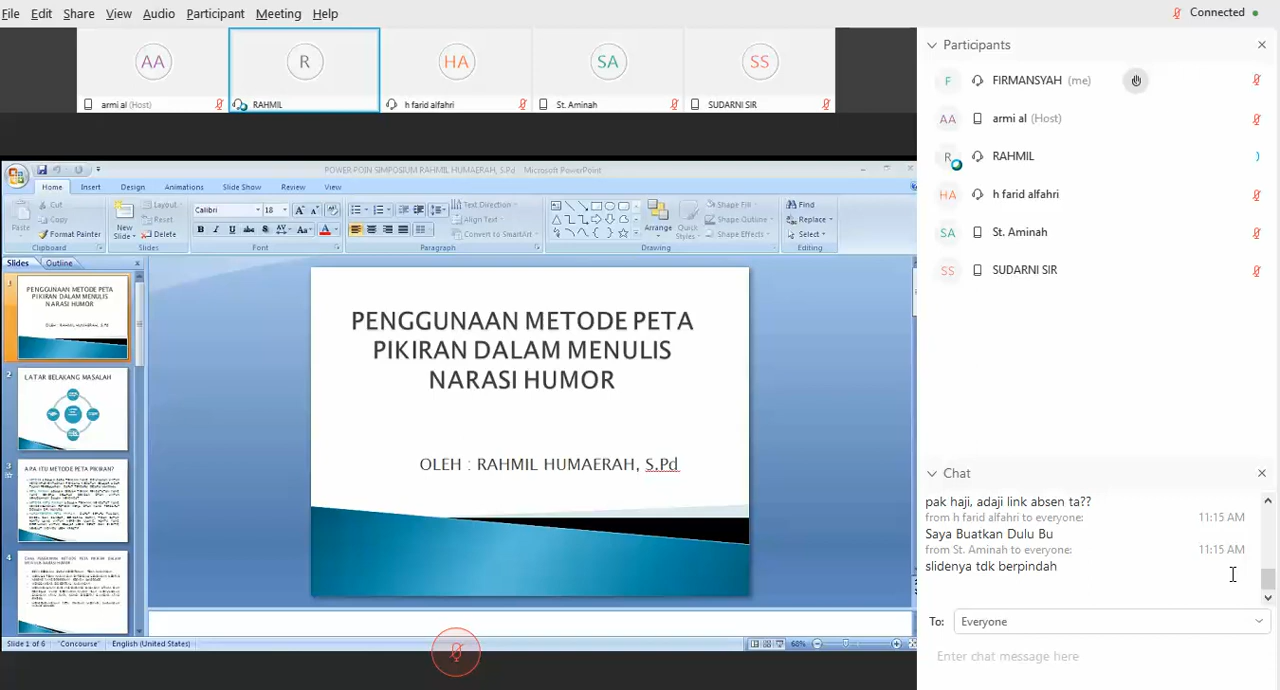 File Edit Share View Audio Participant Meeting Help
Connected
AA
R
HA
SA
SS
armi al (Host)
RAHMIL
h farid alfahri
St. Aminah
SUDARNI SIR
POWER POIN SIMPOSIUM RAHMIL HUMAERAH, S.Pd - Microsoft PowerPoint
Home Insert Design Animations Slide Show Review View
Paste
Cut
Copy
Format Painter
Clipboard
New Slide
Layout
Reset
Delete
Slides
Calibri 18
Font
Paragraph
Text Direction
Align Text
Convert to SmartArt
Arrange
Quick Styles
Shape Fill
Shape Outline
Shape Effects
Drawing
Find
Replace
Select
Editing
Slides Outline
1
PENGGUNAAN METODE PETA
PIKIRAN DALAM MENULIS
NARASI HUMOR
OLEH : RAHMIL HUMAERAH, S.Pd
2
LATAR BELAKANG MASALAH
3
APA ITU METODE PETA PIKIRAN?
4
PENGGUNAAN METODE PETA
PIKIRAN DALAM MENULIS
NARASI HUMOR
OLEH : RAHMIL HUMAERAH, S.Pd
Slide 1 of 6 "Concourse" English (United States)
68%
Participants
F FIRMANSYAH (me)
AA armi al (Host)
R RAHMIL
HA h farid alfahri
SA St. Aminah
SS SUDARNI SIR
Chat
pak haji, adaji link absen ta??
from h farid alfahri to everyone: 11:15 AM
Saya Buatkan Dulu Bu
from St. Aminah to everyone: 11:15 AM
slidenya tdk berpindah
To: Everyone
Enter chat message here